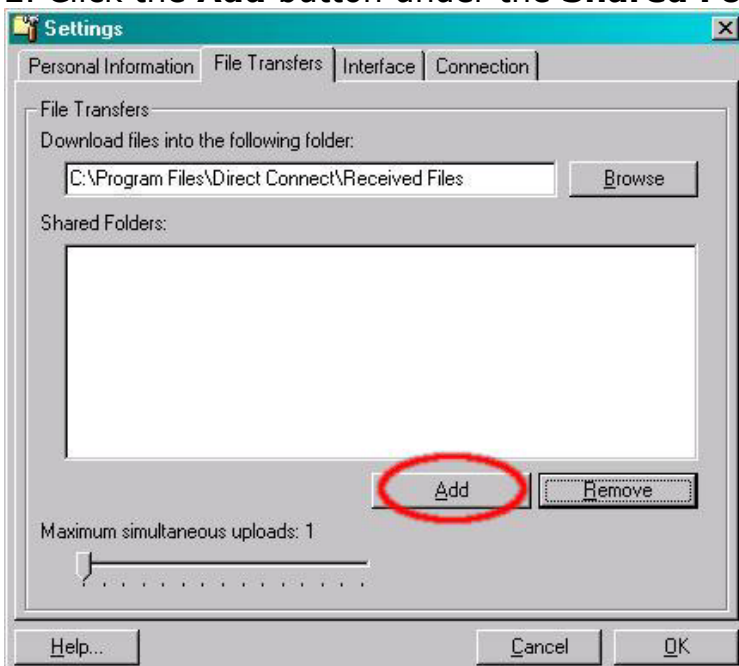 Settings
Personal Information File Transfers Interface Connection
File Transfers
Download files into the following folder:
C:\Program Files\Direct Connect\Received Files Browse
Shared Folders:
Add Remove
Maximum simultaneous uploads: 1
Help... Cancel OK